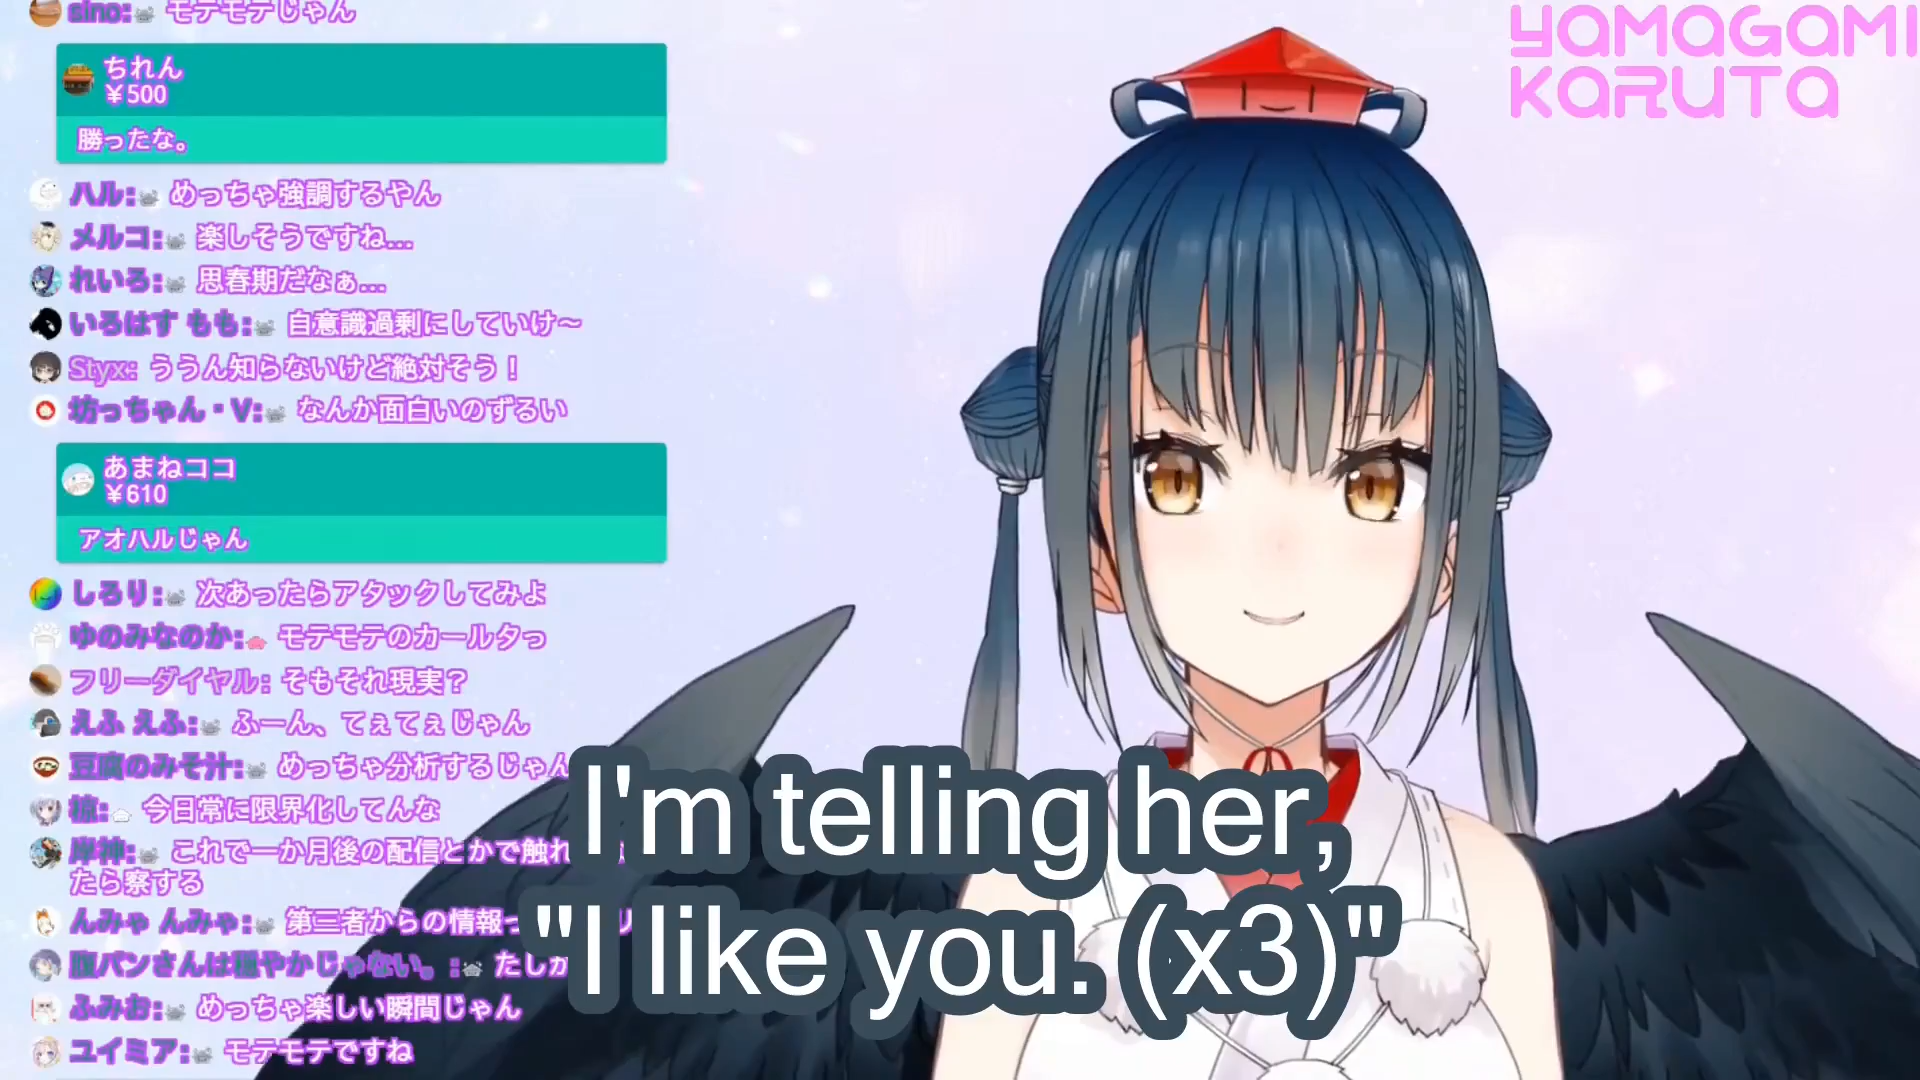 sino: モテモテじゃん
YAMAGAMI
KARUTA
ちれん
¥500
勝ったな。
ハル: めっちゃ強調するやん
メルコ: 楽しそうですね...
れいろ: 思春期だなぁ...
いろはす もも: 自意識過剰にしていけ〜
Styx: ううん知らないけど絶対そう！
坊っちゃん・V: なんか面白いのずるい
あまねココ
¥610
アオハルじゃん
しろり: 次あったらアタックしてみよ
ゆのみなのか: モテモテのカールタっ
フリーダイヤル: そもそれ現実？
えふ えふ: ふーん、てぇてぇじゃん
豆腐のみそ汁: めっちゃ分析するじゃん
椋: 今日常に限界化してんな
岸神: これで一か月後の配信とかで触れ
たら察する
んみゃ んみゃ: 第三者からの情報っ
腹パンさんは穏やかじゃない。: たしか
ふみお: めっちゃ楽しい瞬間じゃん
ユイミア: モテモテですね
I'm telling her,
"I like you. (x3)"